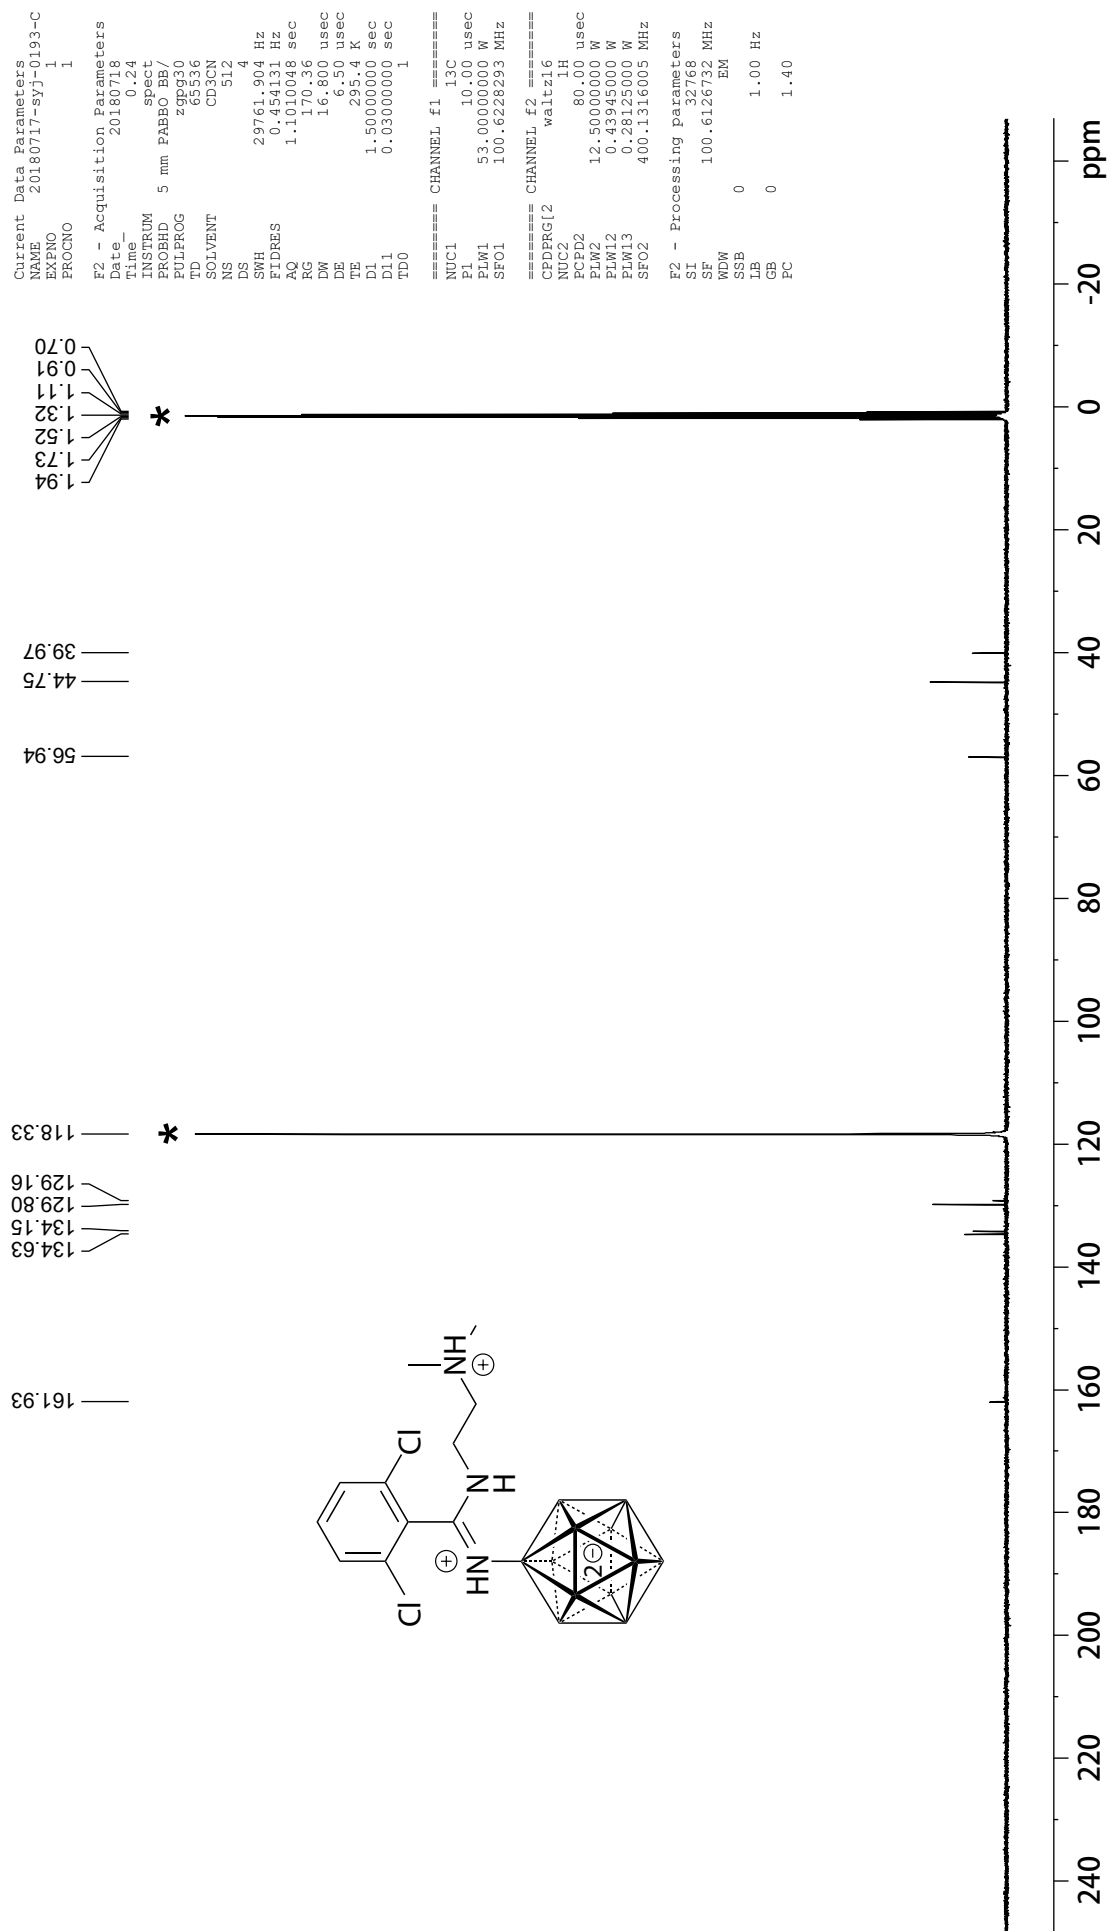 Current Data Parameters
NAME 20180717-syj-0193-C
EXPNO 1
PROCNO 1
F2 - Acquisition Parameters
Date_ 20180718
Time 0.24
INSTRUM spect
PROBHD 5 mm PABBO BB/
PULPROG zgpg30
TD 65536
SOLVENT CD3CN
NS 512
DS 4
SWH 29761.904 Hz
FIDRES 0.454131 Hz
AQ 1.1010048 sec
RG 170.36
DW 16.800 usec
DE 6.50 usec
TE 295.4 K
D1 1.50000000 sec
D11 0.03000000 sec
TD0 1
======== CHANNEL f1 ========
NUC1 13C
P1 10.00 usec
PLW1 53.00000000 W
SFO1 100.6228293 MHz
======== CHANNEL f2 ========
CPDPRG[2 waltz16
NUC2 1H
PCPD2 80.00 usec
PLW2 12.50000000 W
PLW12 0.43945000 W
PLW13 0.28125000 W
SFO2 400.1316005 MHz
F2 - Processing parameters
SI 32768
SF 100.6126732 MHz
WDW EM
SSB 0
LB 1.00 Hz
GB 0
PC 1.40
161.93
134.63
134.15
129.80
129.16
118.33
56.94
44.75
39.97
1.94
1.73
1.52
1.32
1.11
0.91
0.70
*
*
Cl
Cl
HN
+
N
H
NH
+
2−
240 220 200 180 160 140 120 100 80 60 40 20 0 -20 ppm